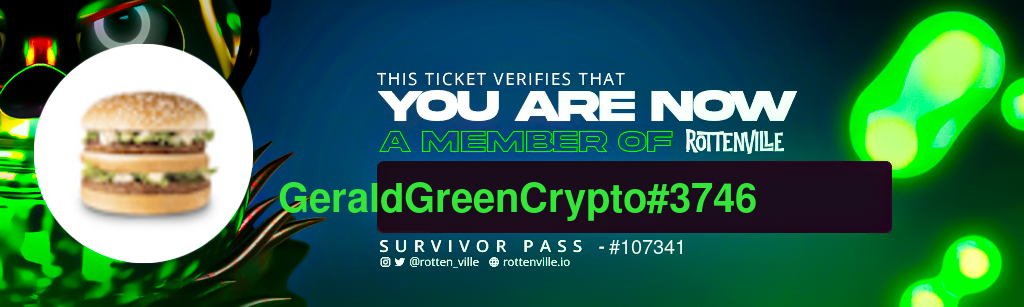 THIS TICKET VERIFIES THAT
YOU ARE NOW
A MEMBER OF ROTTENVILLE
GeraldGreenCrypto#3746
SURVIVOR PASS - #107341
@rotten_ville rottenville.io